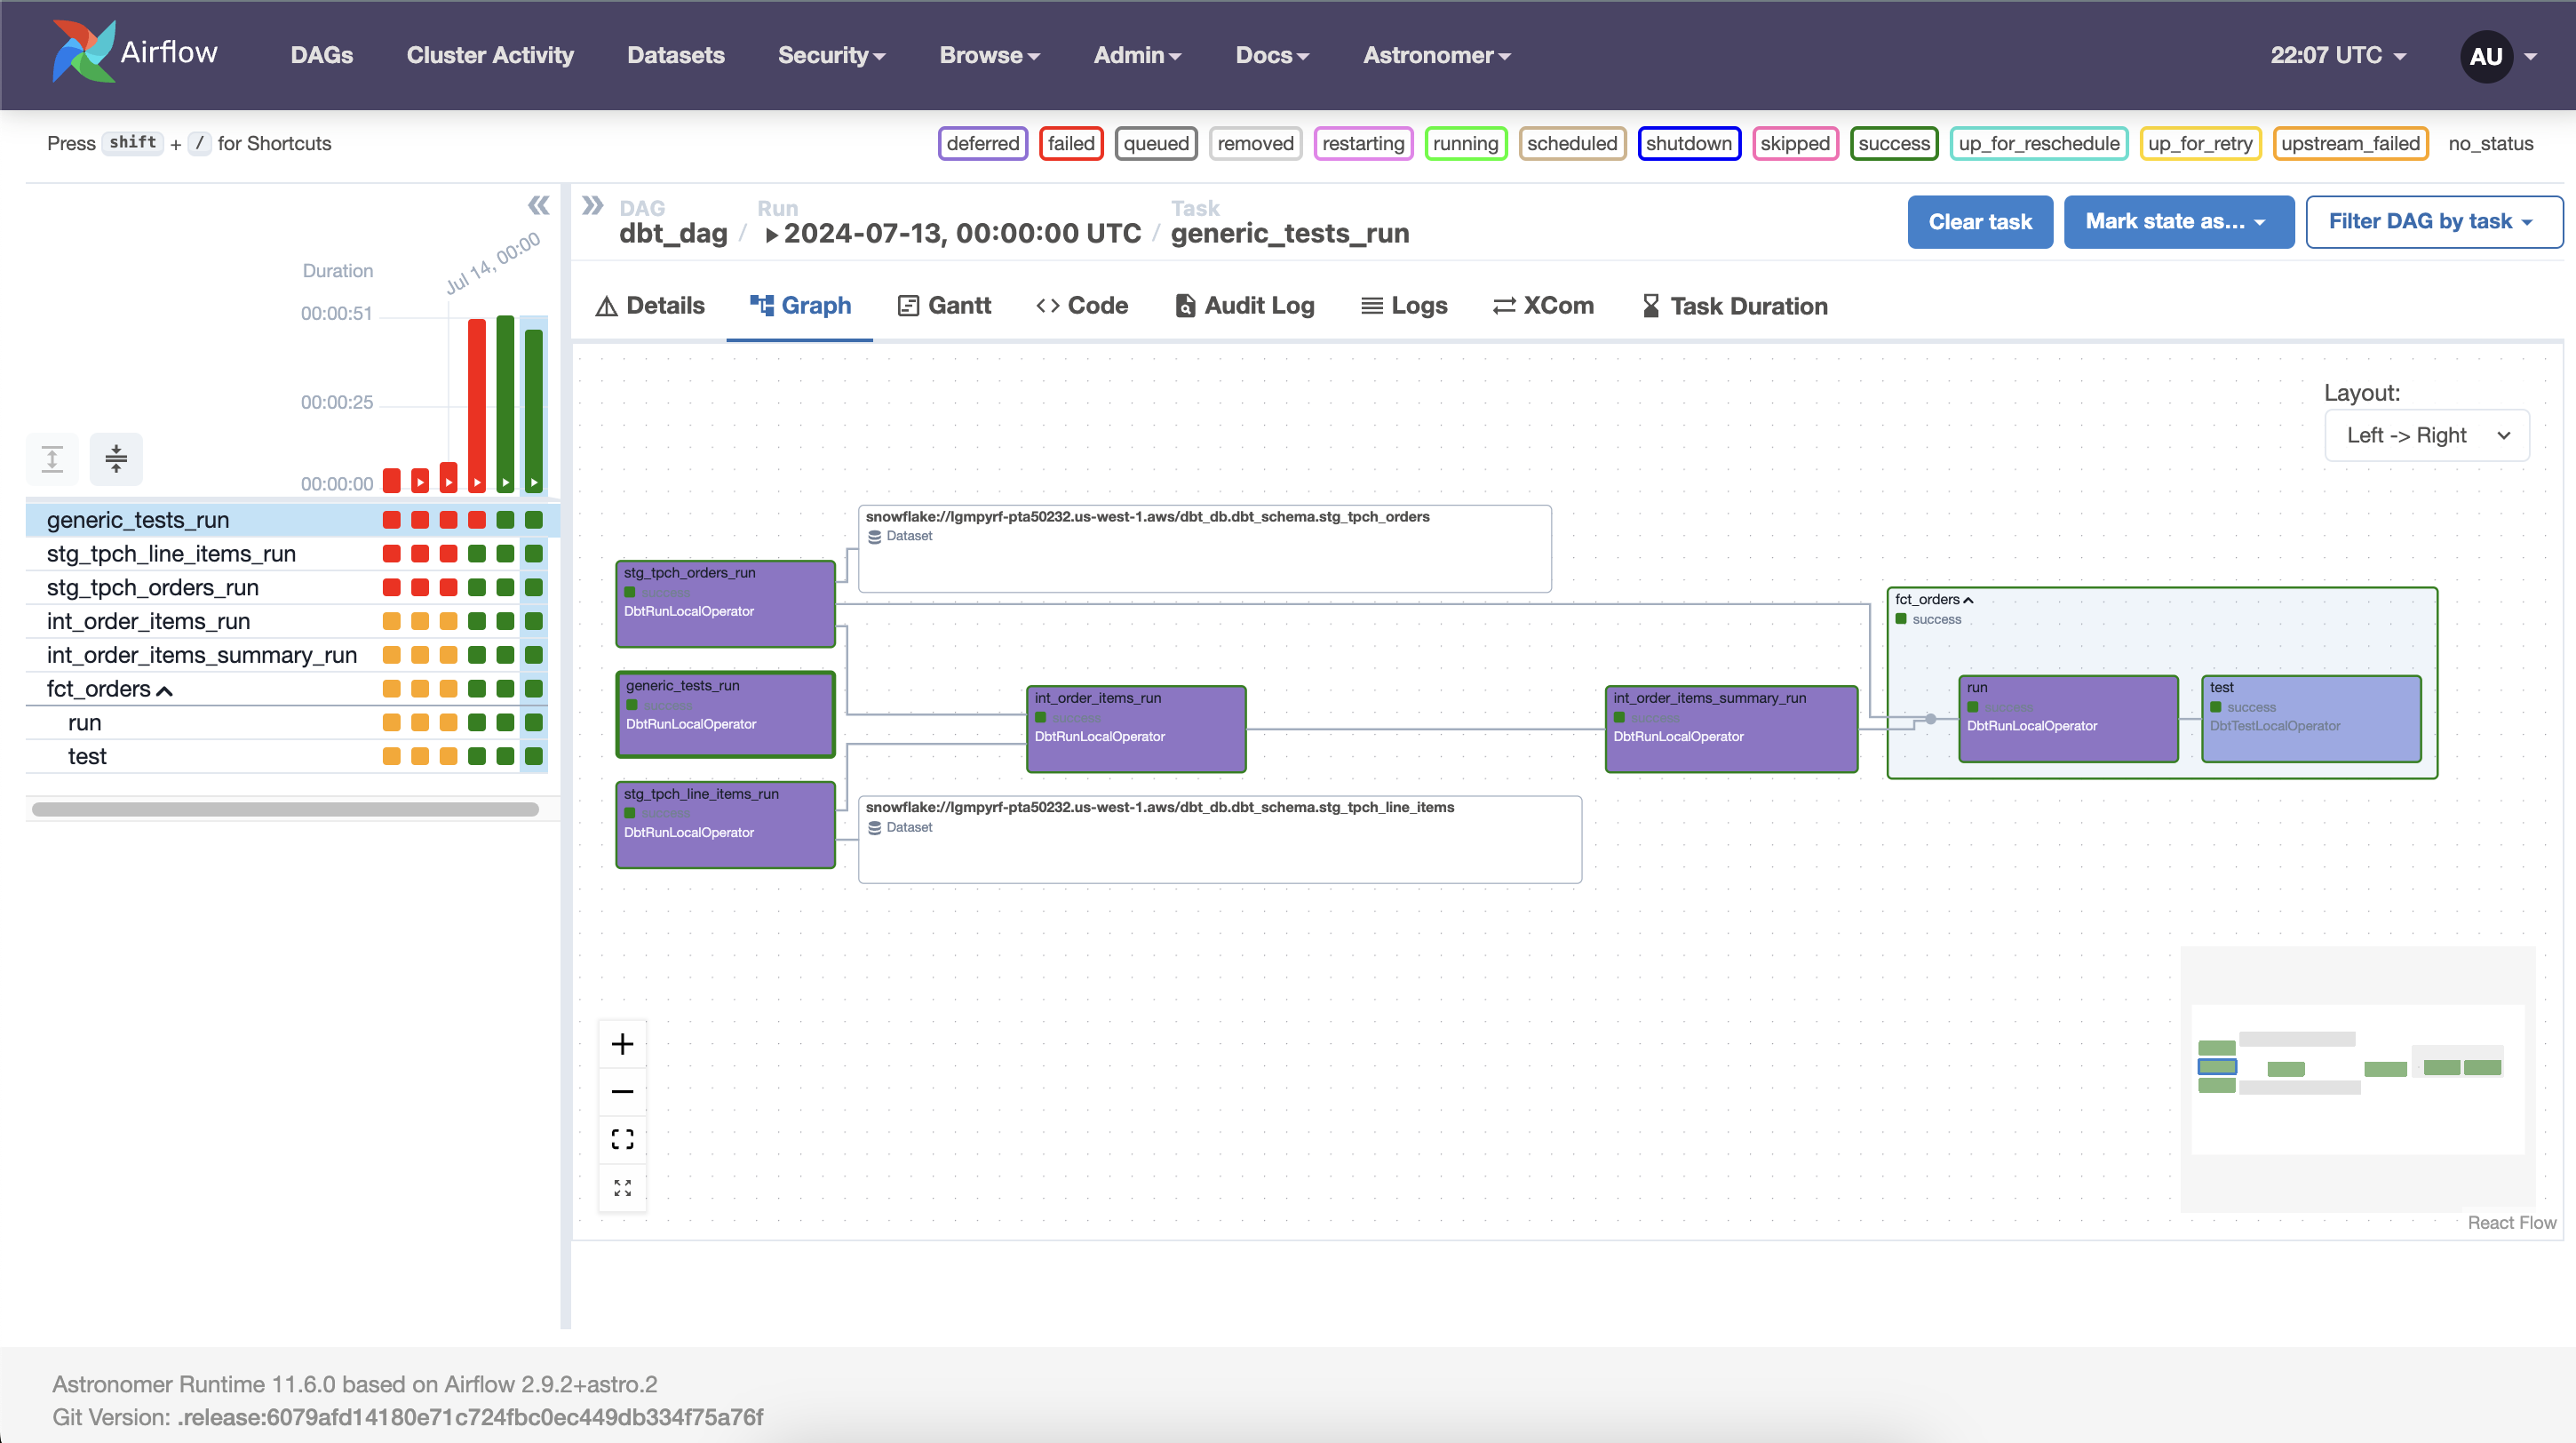 Airflow DAGs Cluster Activity Datasets Security Browse Admin Docs Astronomer 22:07 UTC AU
Press shift + / for Shortcuts
deferred failed queued removed restarting running scheduled shutdown skipped success up_for_reschedule up_for_retry upstream_failed no_status
DAG Run Task
dbt_dag / 2024-07-13, 00:00:00 UTC / generic_tests_run
Clear task Mark state as... Filter DAG by task
Details Graph Gantt Code Audit Log Logs XCom Task Duration
Jul 14, 00:00
Duration
00:00:51
00:00:25
00:00:00
generic_tests_run
stg_tpch_line_items_run
stg_tpch_orders_run
int_order_items_run
int_order_items_summary_run
fct_orders
run
test
Layout:
Left -> Right
snowflake://lgmpyrf-pta50232.us-west-1.aws/dbt_db.dbt_schema.stg_tpch_orders
Dataset
stg_tpch_orders_run
success
DbtRunLocalOperator
generic_tests_run
success
DbtRunLocalOperator
stg_tpch_line_items_run
success
DbtRunLocalOperator
snowflake://lgmpyrf-pta50232.us-west-1.aws/dbt_db.dbt_schema.stg_tpch_line_items
Dataset
int_order_items_run
success
DbtRunLocalOperator
int_order_items_summary_run
success
DbtRunLocalOperator
fct_orders
success
run
success
DbtRunLocalOperator
test
success
DbtTestLocalOperator
React Flow
Astronomer Runtime 11.6.0 based on Airflow 2.9.2+astro.2
Git Version: .release:6079afd14180e71c724fbc0ec449db334f75a76f